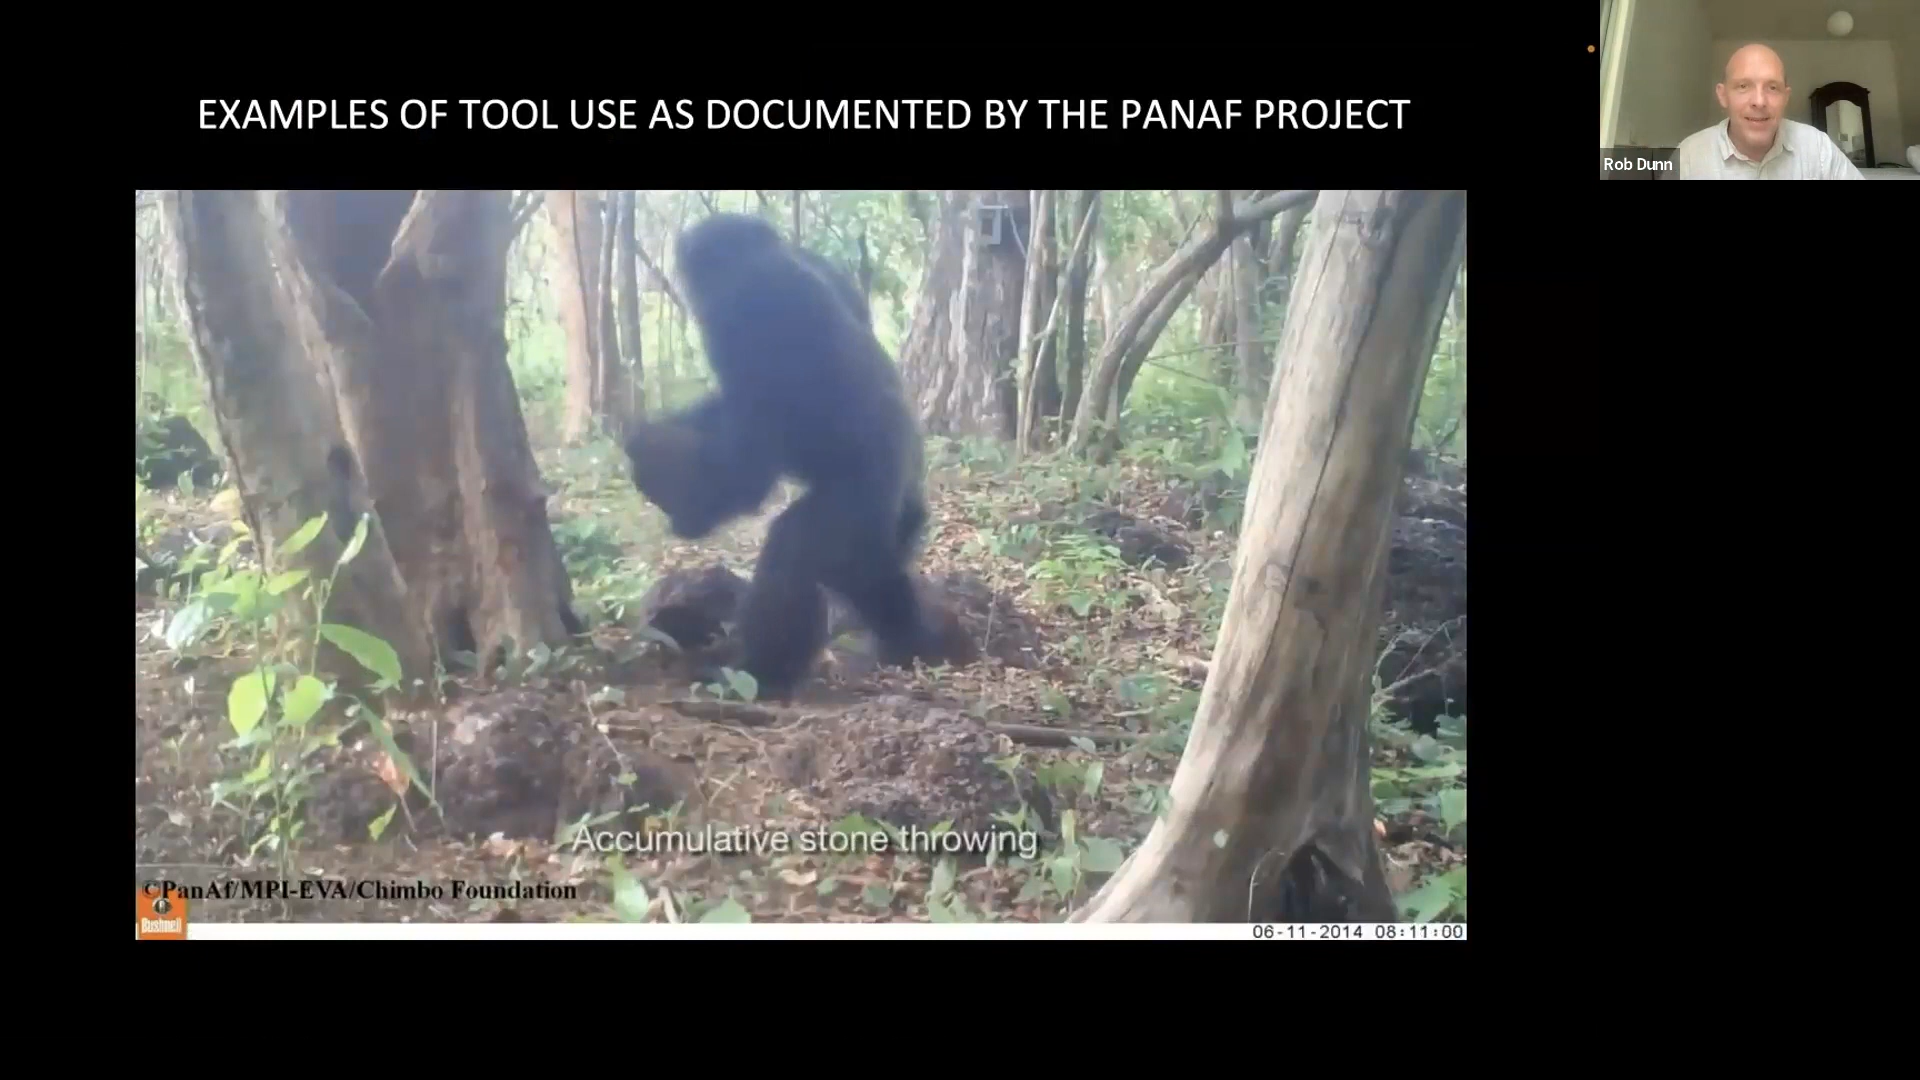 EXAMPLES OF TOOL USE AS DOCUMENTED BY THE PANAF PROJECT
Rob Dunn
Accumulative stone throwing
©PanAf/MPI-EVA/Chimbo Foundation
Bushnell
06-11-2014 08:11:00